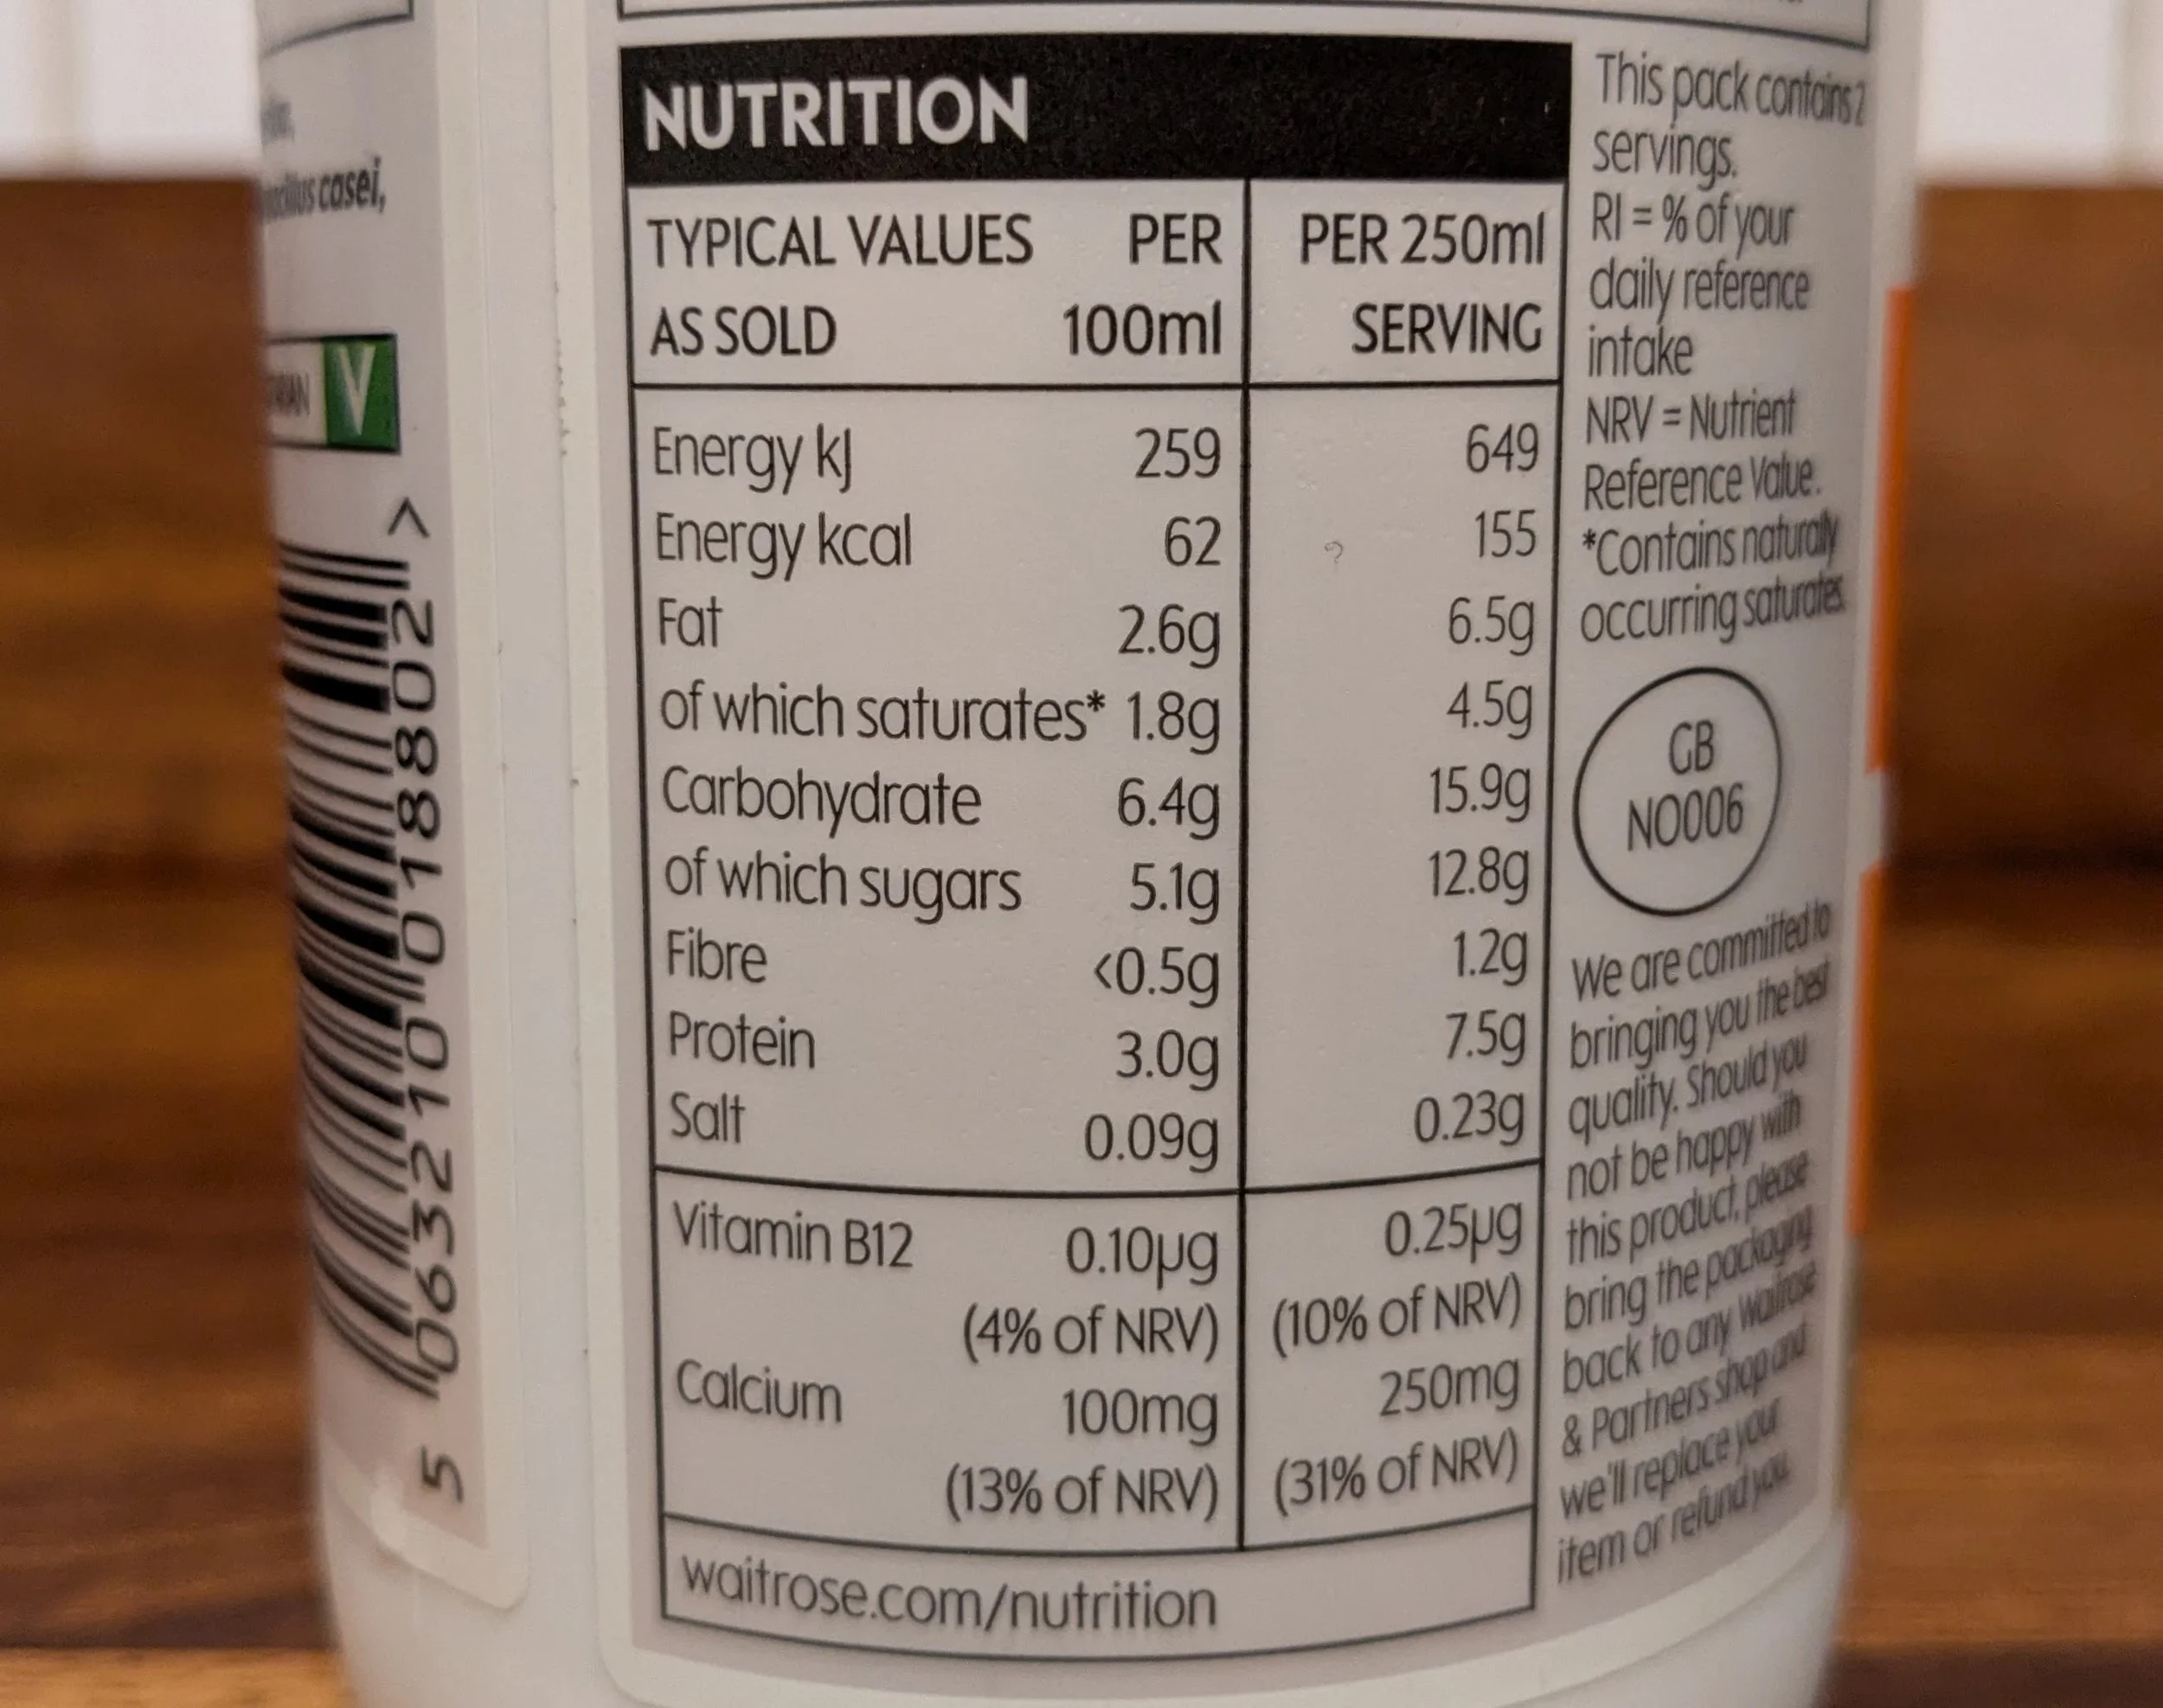 casei,
V
5 063210 018802 >
NUTRITION
TYPICAL VALUES PER PER 250ml
AS SOLD 100ml SERVING
Energy kJ 259 649
Energy kcal 62 155
Fat 2.6g 6.5g
of which saturates* 1.8g 4.5g
Carbohydrate 6.4g 15.9g
of which sugars 5.1g 12.8g
Fibre <0.5g 1.2g
Protein 3.0g 7.5g
Salt 0.09g 0.23g
Vitamin B12 0.10µg 0.25µg
(4% of NRV) (10% of NRV)
Calcium 100mg 250mg
(13% of NRV) (31% of NRV)
waitrose.com/nutrition
This pack contains 2
servings.
RI = % of your
daily reference
intake
NRV = Nutrient
Reference Value.
*Contains naturally
occurring saturates.
GB
NO006
We are committed to
bringing you the best
quality. Should you
not be happy with
this product, please
bring the packaging
back to any Waitrose
& Partners shop and
we'll replace your
item or refund you.